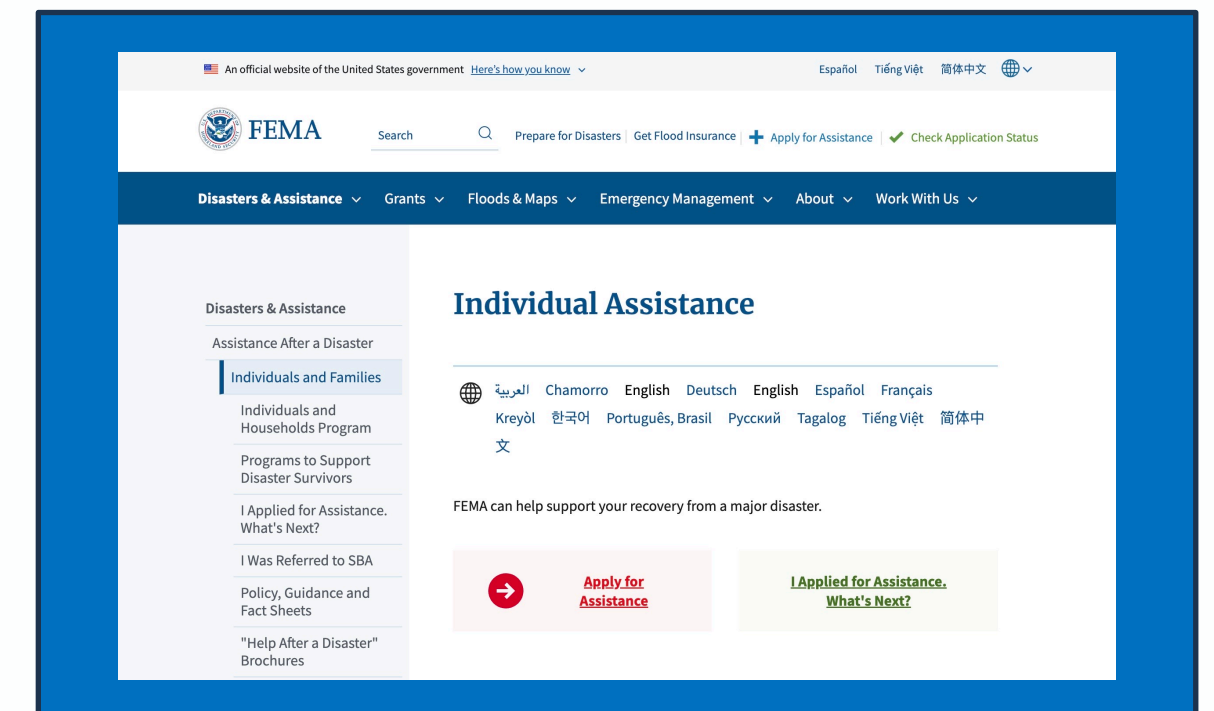 An official website of the United States government Here's how you know
Español Tiếng Việt 简体中文
FEMA
Search
Prepare for Disasters
Get Flood Insurance
Apply for Assistance
Check Application Status
Disasters & Assistance
Grants
Floods & Maps
Emergency Management
About
Work With Us
Disasters & Assistance
Assistance After a Disaster
Individuals and Families
Individuals and
Households Program
Programs to Support
Disaster Survivors
I Applied for Assistance.
What's Next?
I Was Referred to SBA
Policy, Guidance and
Fact Sheets
"Help After a Disaster"
Brochures
Individual Assistance
العربية Chamorro English Deutsch English Español Français
Kreyòl 한국어 Português, Brasil Русский Tagalog Tiếng Việt 简体中
文
FEMA can help support your recovery from a major disaster.
Apply for
Assistance
I Applied for Assistance.
What's Next?